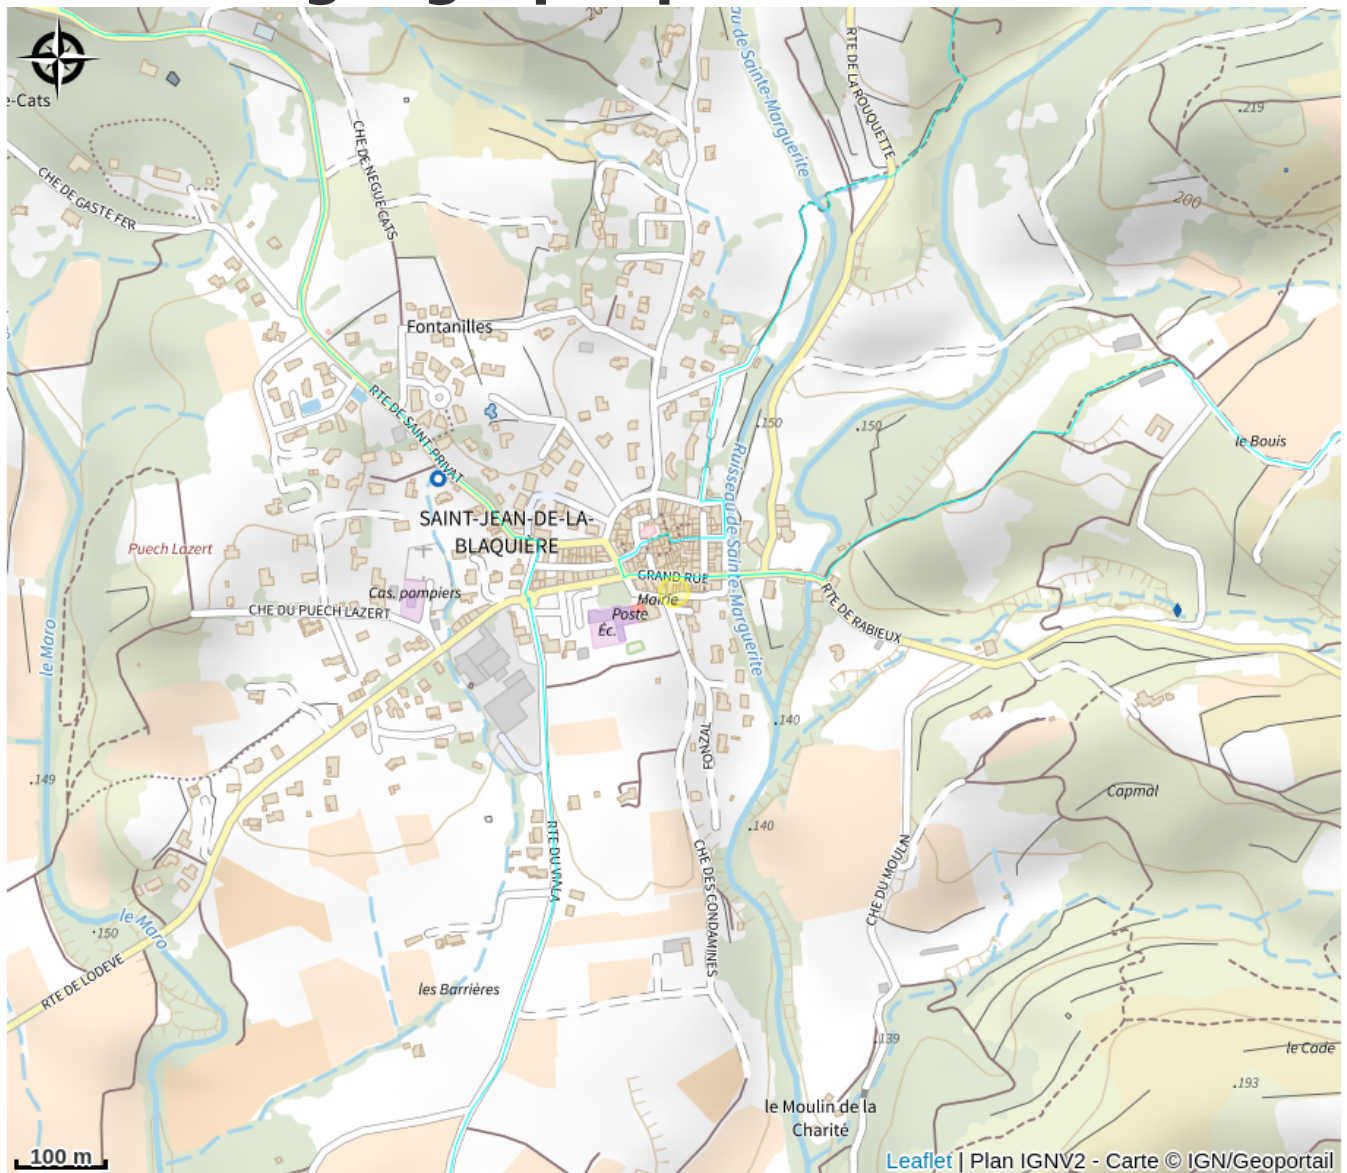 e-Cats
CHE DE GASTE FER
CHE DE NEGUE CATS
eau de Sainte-Marguerite
RTE DE LA ROUQUETTE
.219
200
Fontanilles
RTE DE SAINT-PRIVAT
.150
.150
le Bouis
SAINT-JEAN-DE-LA-
BLAQUIÈRE
Puech Lazert
Ruisseau de Sainte-Marguerite
GRAND RUE
Cas. pompiers
Mairie
Poste
Éc.
CHE DU PUECH LAZERT
RTE DE RABIEUX
le Maro
.140
FONZAL
.149
Capmal
.140
RTE DU VIALA
CHE DES CONDAMINES
CHE DU MOULIN
le Maro
.150
RTE DE LODEVE
les Barrières
.139
le Cade
.193
le Moulin de la
Charité
100 m
Leaflet | Plan IGNV2 - Carte © IGN/Geoportail